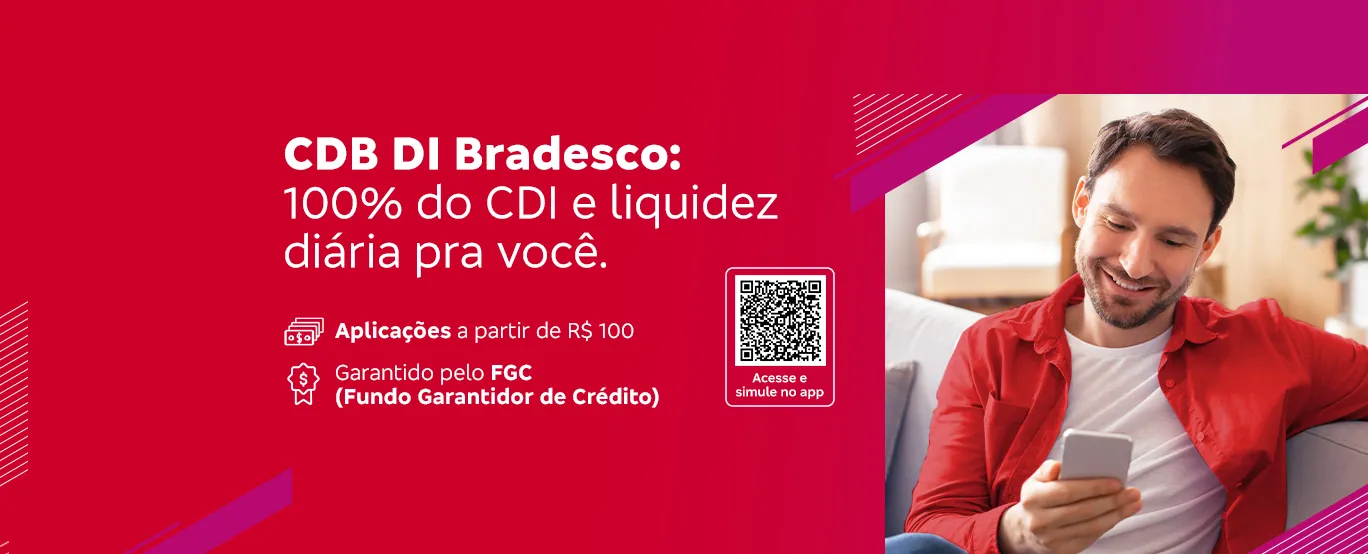 CDB DI Bradesco:
100% do CDI e liquidez
diária pra você.
Aplicações a partir de R$ 100
Garantido pelo FGC
(Fundo Garantidor de Crédito)
Acesse e
simule no app